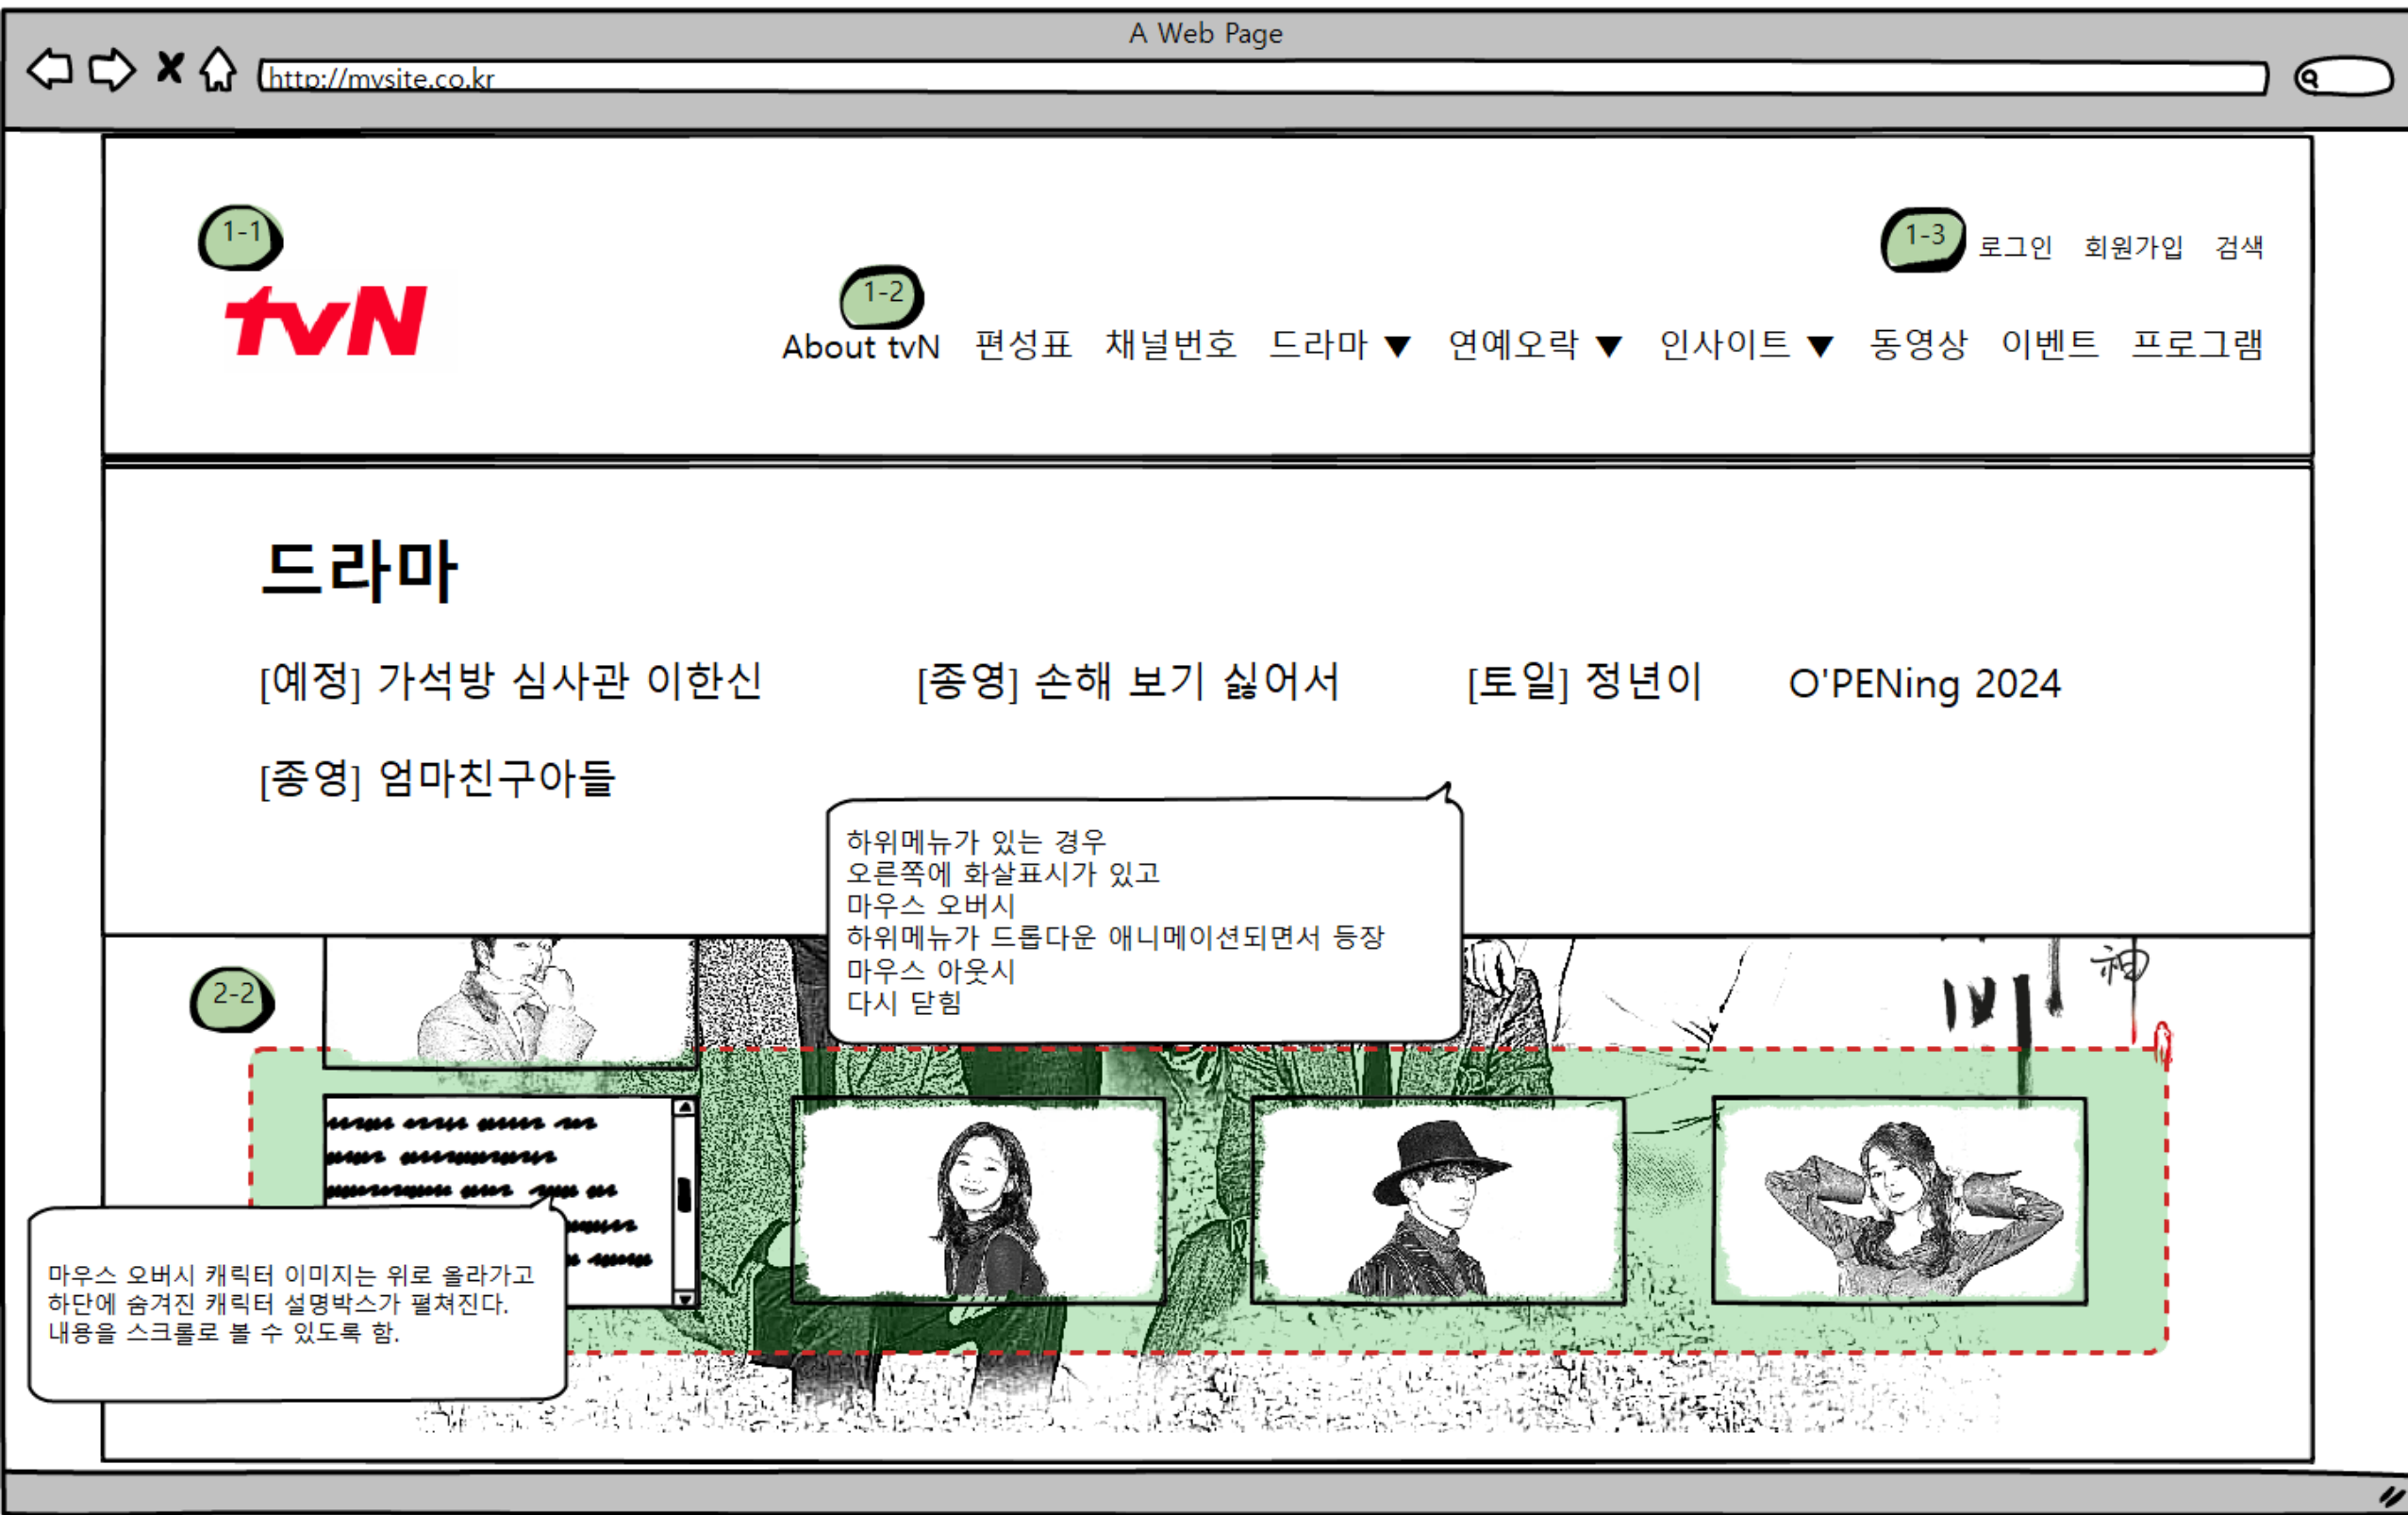 A Web Page
http://mysite.co.kr
1-1
1-3 로그인 회원가입 검색
tvN
1-2
About tvN 편성표 채널번호 드라마 ▼ 연예오락 ▼ 인사이트 ▼ 동영상 이벤트 프로그램
드라마
[예정] 가석방 심사관 이한신 [종영] 손해 보기 싫어서 [토일] 정년이 O'PENing 2024
[종영] 엄마친구아들
하위메뉴가 있는 경우
오른쪽에 화살표시가 있고
마우스 오버시
하위메뉴가 드롭다운 애니메이션되면서 등장
마우스 아웃시
다시 닫힘
2-2
神
마우스 오버시 캐릭터 이미지는 위로 올라가고
하단에 숨겨진 캐릭터 설명박스가 펼쳐진다.
내용을 스크롤로 볼 수 있도록 함.